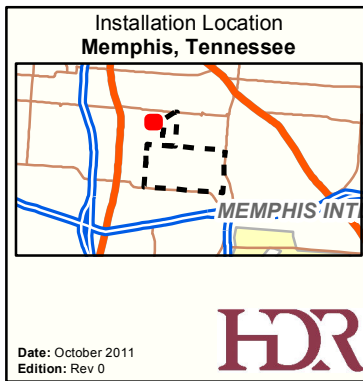 Installation Location
Memphis, Tennessee
MEMPHIS INT
HDR
Date: October 2011
Edition: Rev 0